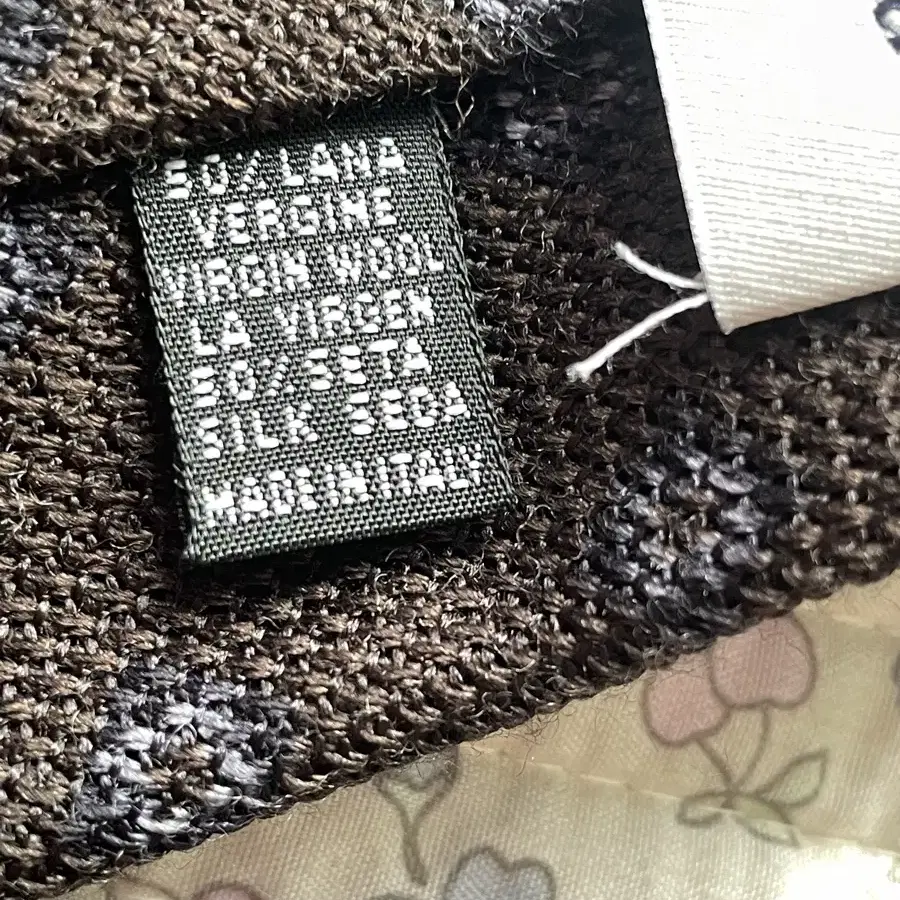 50% LANA
VERGINE
VIRGIN WOOL
LA VIRGEN
50% SETA
SILK SEDA
MADE IN ITALY